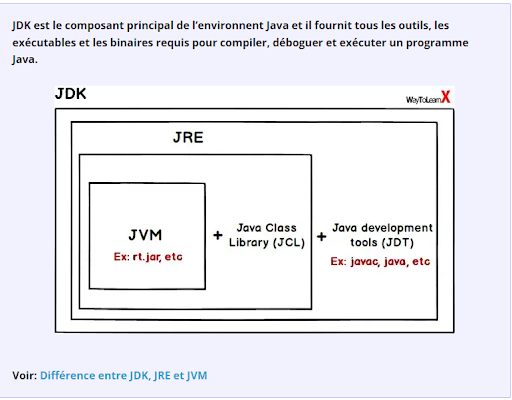 JDK est le composant principal de l'environnent Java et il fournit tous les outils, les
exécutables et les binaires requis pour compiler, déboguer et exécuter un programme
Java.
JDK
WayToLearnX
JRE
JVM
Ex: rt.jar, etc
+
Java Class
Library (JCL)
+
Java development
tools (JDT)
Ex: javac, java, etc
Voir: Différence entre JDK, JRE et JVM